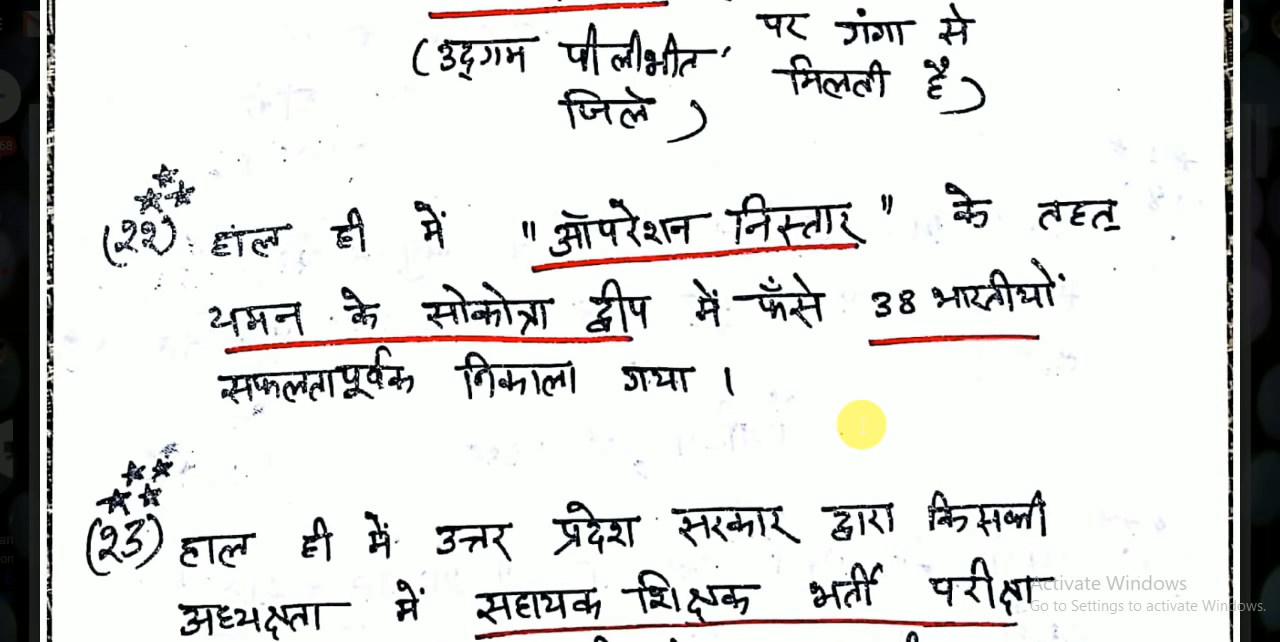 (उद्गम पीलीभीत पर गंगा से
जिले) मिलती है)
(22) हाल ही में "ऑपरेशन निस्तार" के तहत्
यमन के सोकोत्रा द्वीप में फँसे 38 भारतीयों
सफलतापूर्वक निकाला गया ।
(23) हाल ही में उत्तर प्रदेश सरकार द्वारा किसकी
अध्यक्षता में सहायक शिक्षक भर्ती परीक्षा
Activate Windows
Go to Settings to activate Windows.
68